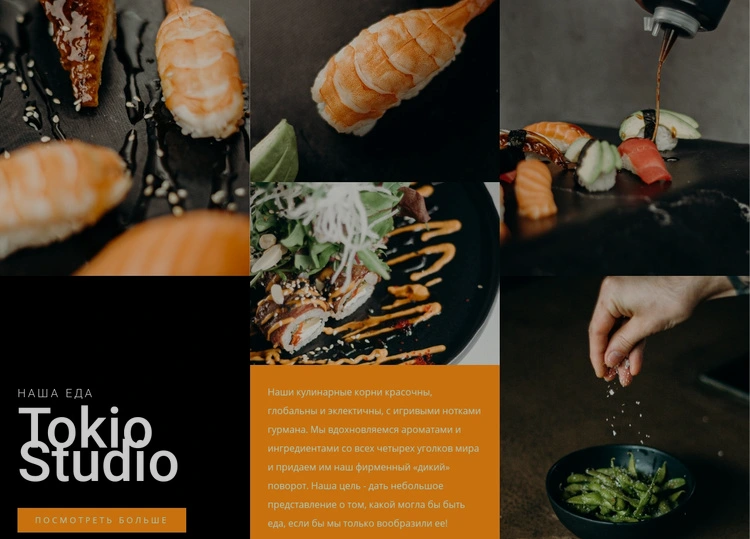 НАША ЕДА
Tokio
Studio
ПОСМОТРЕТЬ БОЛЬШЕ
Наши кулинарные корни красочны,
глобальны и эклектичны, с игривыми нотками
гурмана. Мы вдохновляемся ароматами и
ингредиентами со всех четырех уголков мира
и придаем им наш фирменный «дикий»
поворот. Наша цель - дать небольшое
представление о том, какой могла бы быть
еда, если бы мы только вообразили ее!